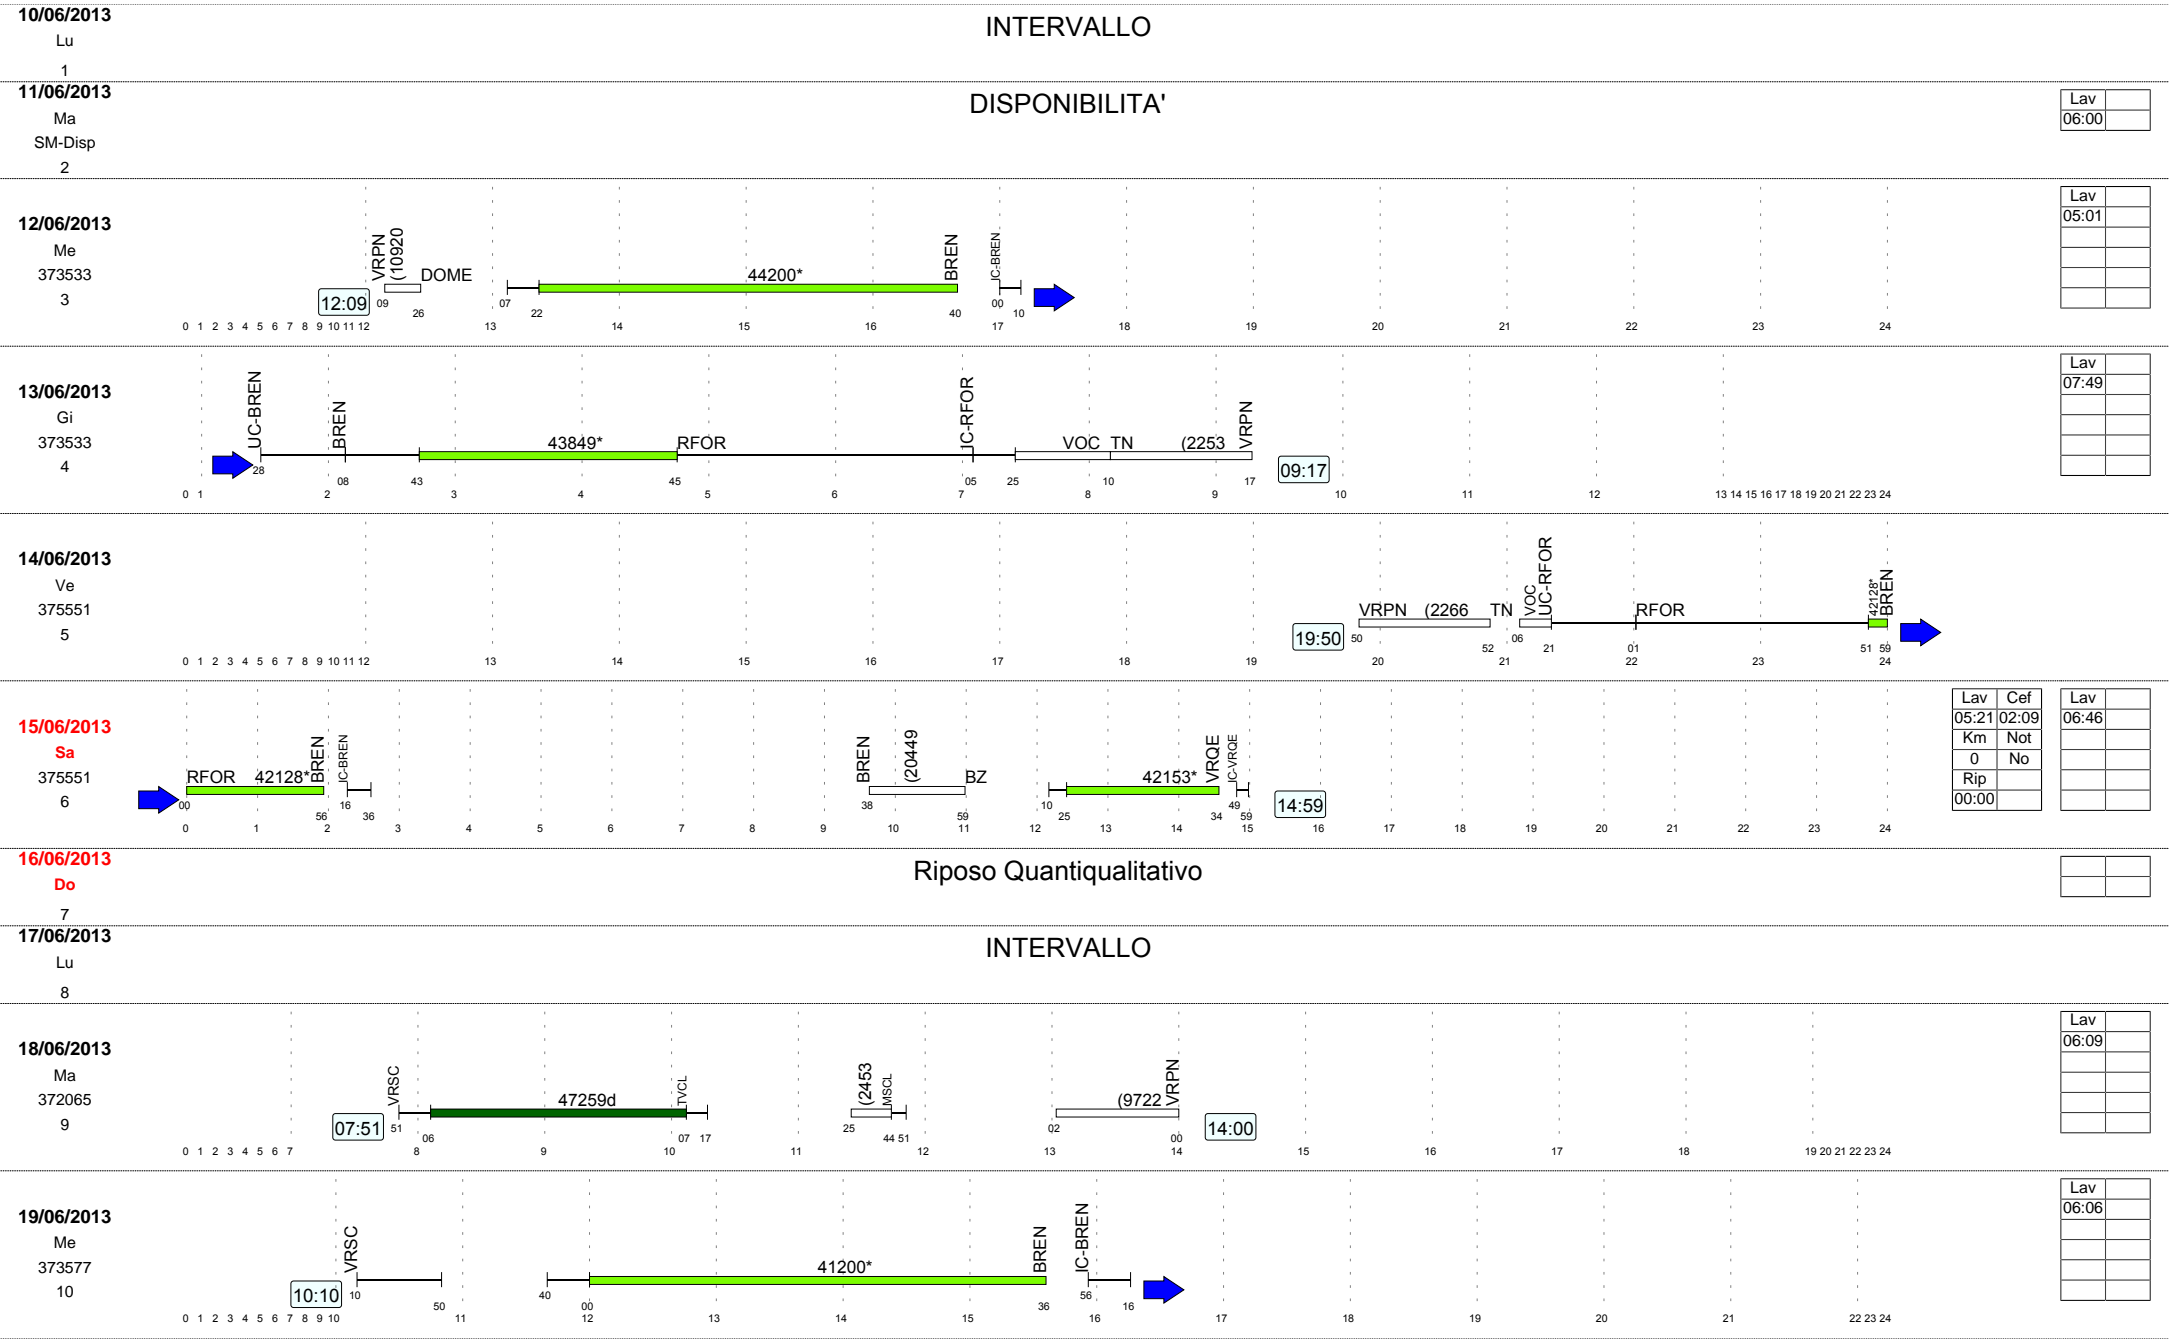 10/06/2013
Lu
1
INTERVALLO
11/06/2013
Ma
SM-Disp
2
DISPONIBILITA'
Lav
06:00
12/06/2013
Me
373533
3
12:09
VRPN
(10920
DOME
44200*
BREN
IC-BREN
09 26 07 22 40 00 10
0 1 2 3 4 5 6 7 8 9 10 11 12 13 14 15 16 17 18 19 20 21 22 23 24
Lav
05:01
13/06/2013
Gi
373533
4
UC-BREN
BREN
43849*
RFOR
IC-RFOR
VOC TN (2253
VRPN
09:17
28 08 43 45 05 25 10 17
0 1 2 3 4 5 6 7 8 9 10 11 12 13 14 15 16 17 18 19 20 21 22 23 24
Lav
07:49
14/06/2013
Ve
375551
5
19:50
VRPN (2266 TN
VOC
UC-RFOR
RFOR
42128*
BREN
50 52 06 21 01 51 59
0 1 2 3 4 5 6 7 8 9 10 11 12 13 14 15 16 17 18 19 20 21 22 23 24
15/06/2013
Sa
375551
6
RFOR 42128*
BREN
IC-BREN
BREN
(20449
BZ
42153*
VRQE
IC-VRQE
14:59
00 56 16 36 38 59 10 25 34 49 59
0 1 2 3 4 5 6 7 8 9 10 11 12 13 14 15 16 17 18 19 20 21 22 23 24
Lav Cef
05:21 02:09
Km Not
0 No
Rip
00:00
Lav
06:46
16/06/2013
Do
7
Riposo Quantiqualitativo
17/06/2013
Lu
8
INTERVALLO
18/06/2013
Ma
372065
9
07:51
VRSC
47259d
TVCL
(2453
MSCL
(9722
VRPN
14:00
51 06 07 17 25 44 51 02 00
0 1 2 3 4 5 6 7 8 9 10 11 12 13 14 15 16 17 18 19 20 21 22 23 24
Lav
06:09
19/06/2013
Me
373577
10
10:10
VRSC
41200*
BREN
IC-BREN
10 50 40 00 36 56 16
0 1 2 3 4 5 6 7 8 9 10 11 12 13 14 15 16 17 18 19 20 21 22 23 24
Lav
06:06